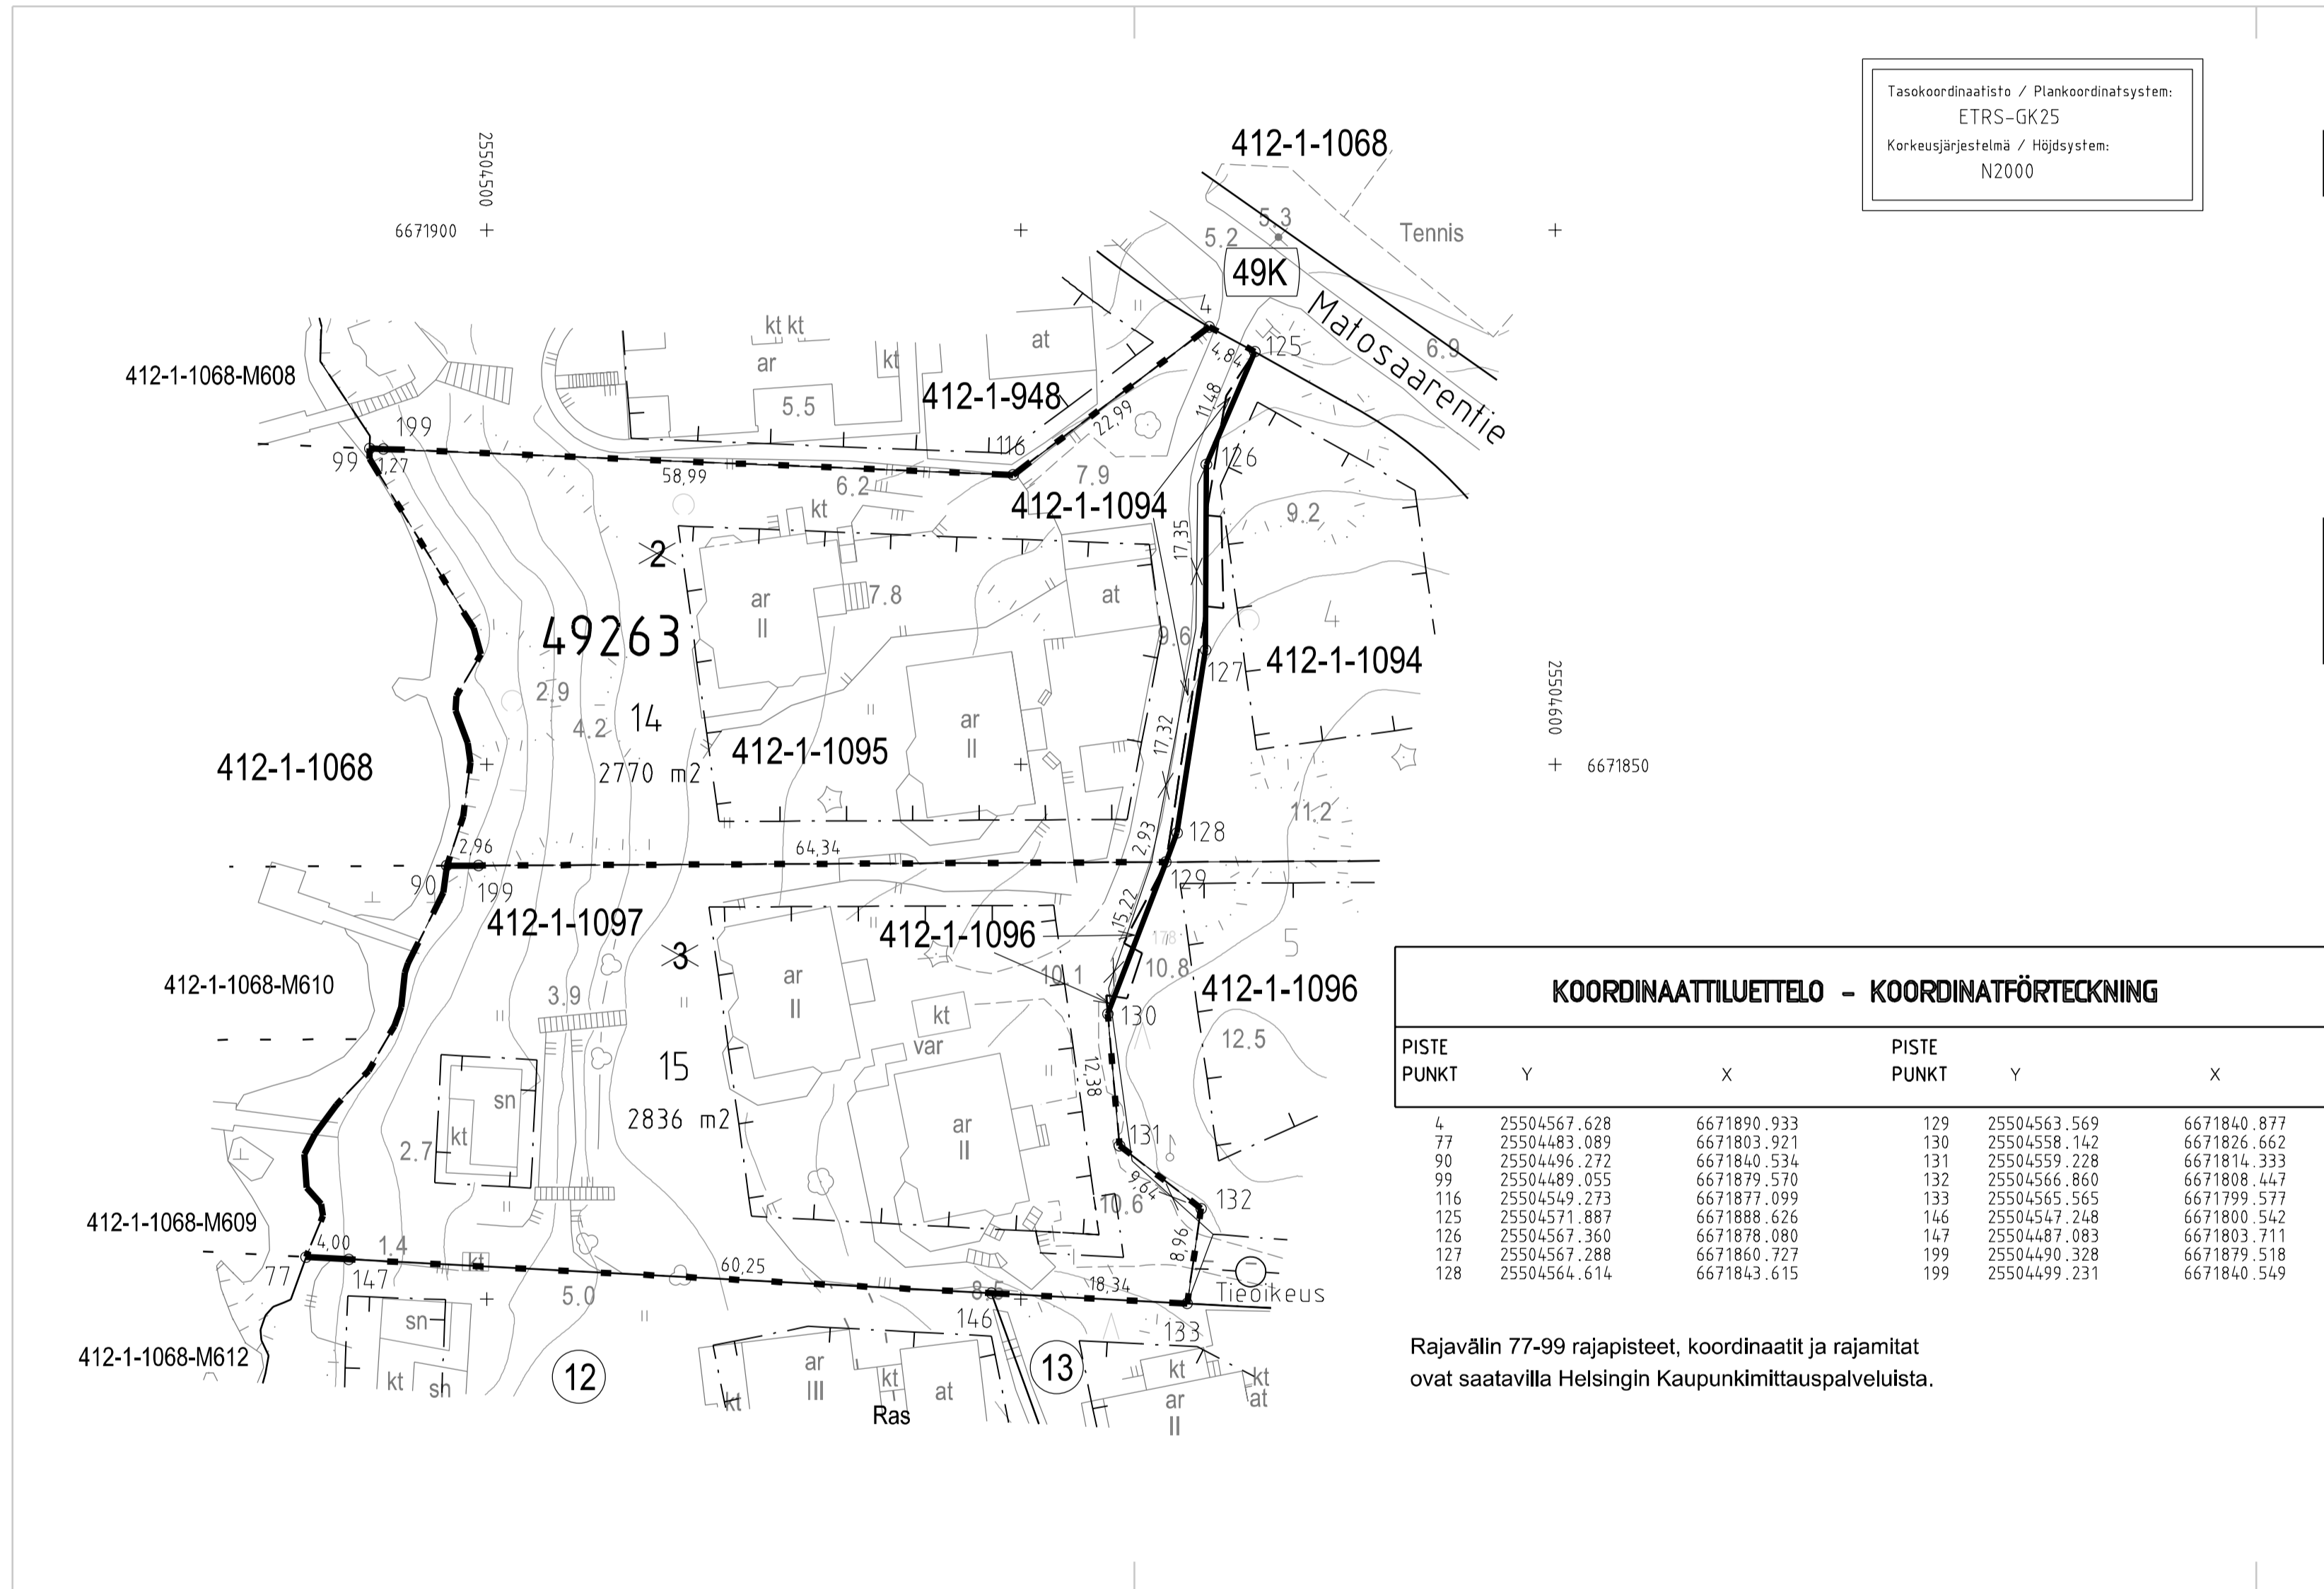 Tasokoordinaatisto / Plankoordinatsystem:
ETRS-GK25
Korkeusjärjestelmä / Höjdsystem:
N2000
412-1-1068
25504500
6671900
5.3
5.2
Tennis
49K
Matosaarentie
6.9
4
4,84
125
kt kt
ar
kt
at
5.5
412-1-948
412-1-1068-M608
199
99
1,27
58,99
116
22,99
11,48
126
6.2
7.9
412-1-1094
kt
9.2
2
17,35
ar
II
7.8
at
49263
9.6
4
127
412-1-1094
25504600
2.9
4.2
14
ar
II
17,32
412-1-1095
412-1-1068
2770 m2
6671850
11.2
2,96
64,34
2,93
128
90
199
129
412-1-1097
15,22
412-1-1096
178
5
3
ar
II
10.1
10.8
412-1-1096
412-1-1068-M610
3.9
kt
130
var
12.5
15
12,38
sn
2836 m2
kt
2.7
ar
II
131
9,64
10.6
132
412-1-1068-M609
4,00
1.4
kt
8,96
77
147
60,25
18,34
5.0
8.5
Tieoikeus
146
133
sn
412-1-1068-M612
kt
sn
12
ar
III
kt
kt
at
Ras
13
kt
ar
II
kt
at
KOORDINAATTILUETTELO - KOORDINATFÖRTECKNING
PISTE PISTE
PUNKT Y X PUNKT Y X
4 25504567.628 6671890.933 129 25504563.569 6671840.877
77 25504483.089 6671803.921 130 25504558.142 6671826.662
90 25504496.272 6671840.534 131 25504559.228 6671814.333
99 25504489.055 6671879.570 132 25504566.860 6671808.447
116 25504549.273 6671877.099 133 25504565.565 6671799.577
125 25504571.887 6671888.626 146 25504547.248 6671800.542
126 25504567.360 6671878.080 147 25504487.083 6671803.711
127 25504567.288 6671860.727 199 25504490.328 6671879.518
128 25504564.614 6671843.615 199 25504499.231 6671840.549
Rajavälin 77-99 rajapisteet, koordinaatit ja rajamitat
ovat saatavilla Helsingin Kaupunkimittauspalveluista.